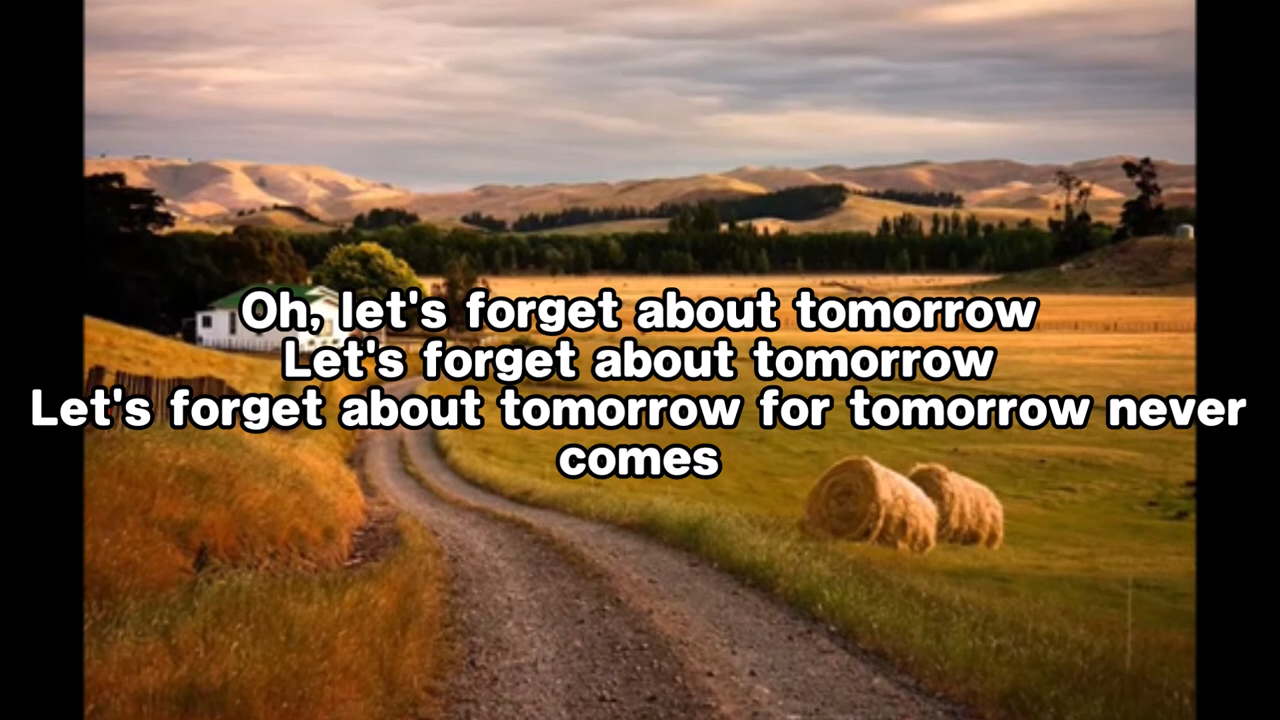 Oh, let's forget about tomorrow
Let's forget about tomorrow
Let's forget about tomorrow for tomorrow never
comes